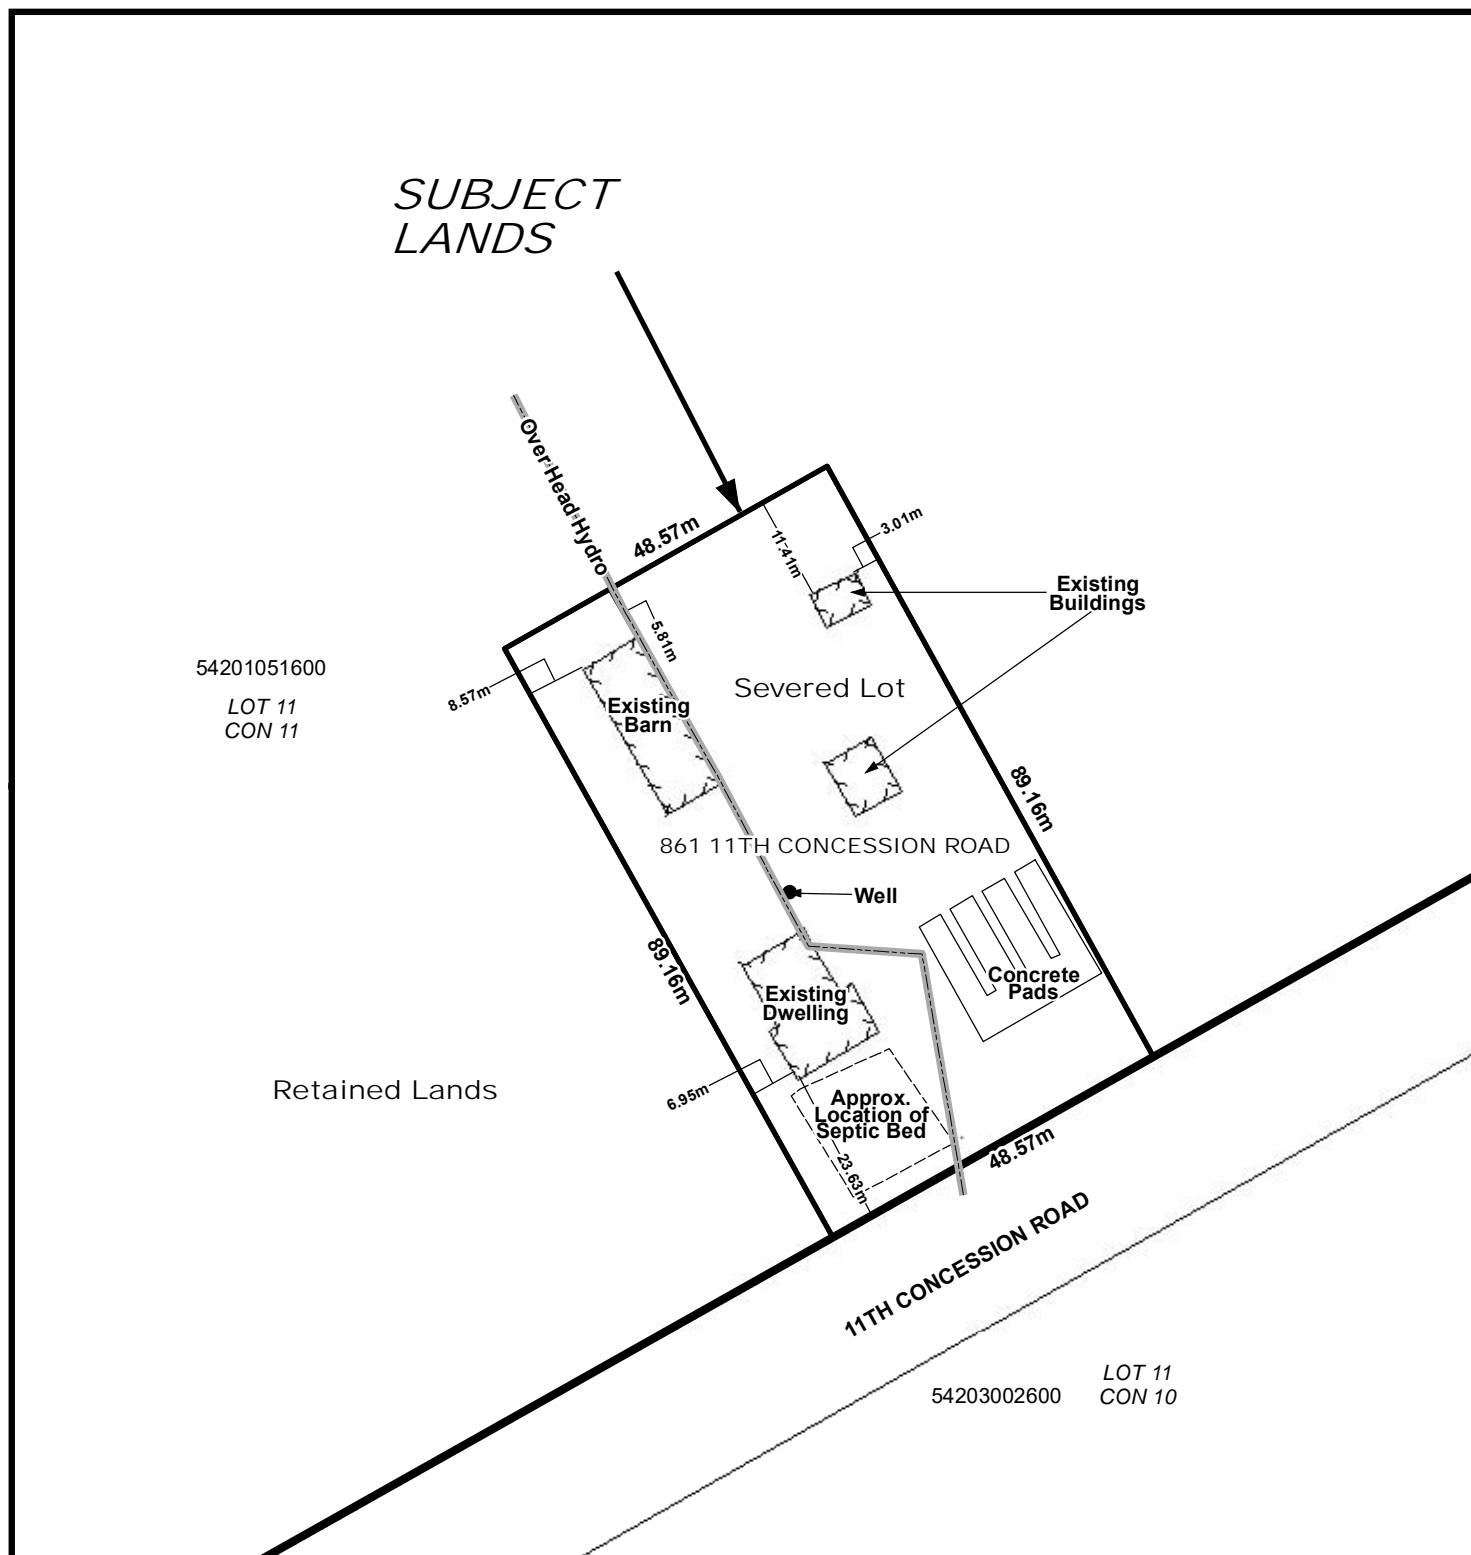 SUBJECT
LANDS
Over Head Hydro
48.57m
11.41m
3.01m
Existing
Buildings
5.81m
54201051600
LOT 11
CON 11
8.57m
Existing
Barn
Severed Lot
89.16m
861 11TH CONCESSION ROAD
Well
89.16m
Concrete
Pads
Existing
Dwelling
Retained Lands
6.95m
Approx.
Location of
Septic Bed
23.63m
48.57m
11TH CONCESSION ROAD
54203002600
LOT 11
CON 10